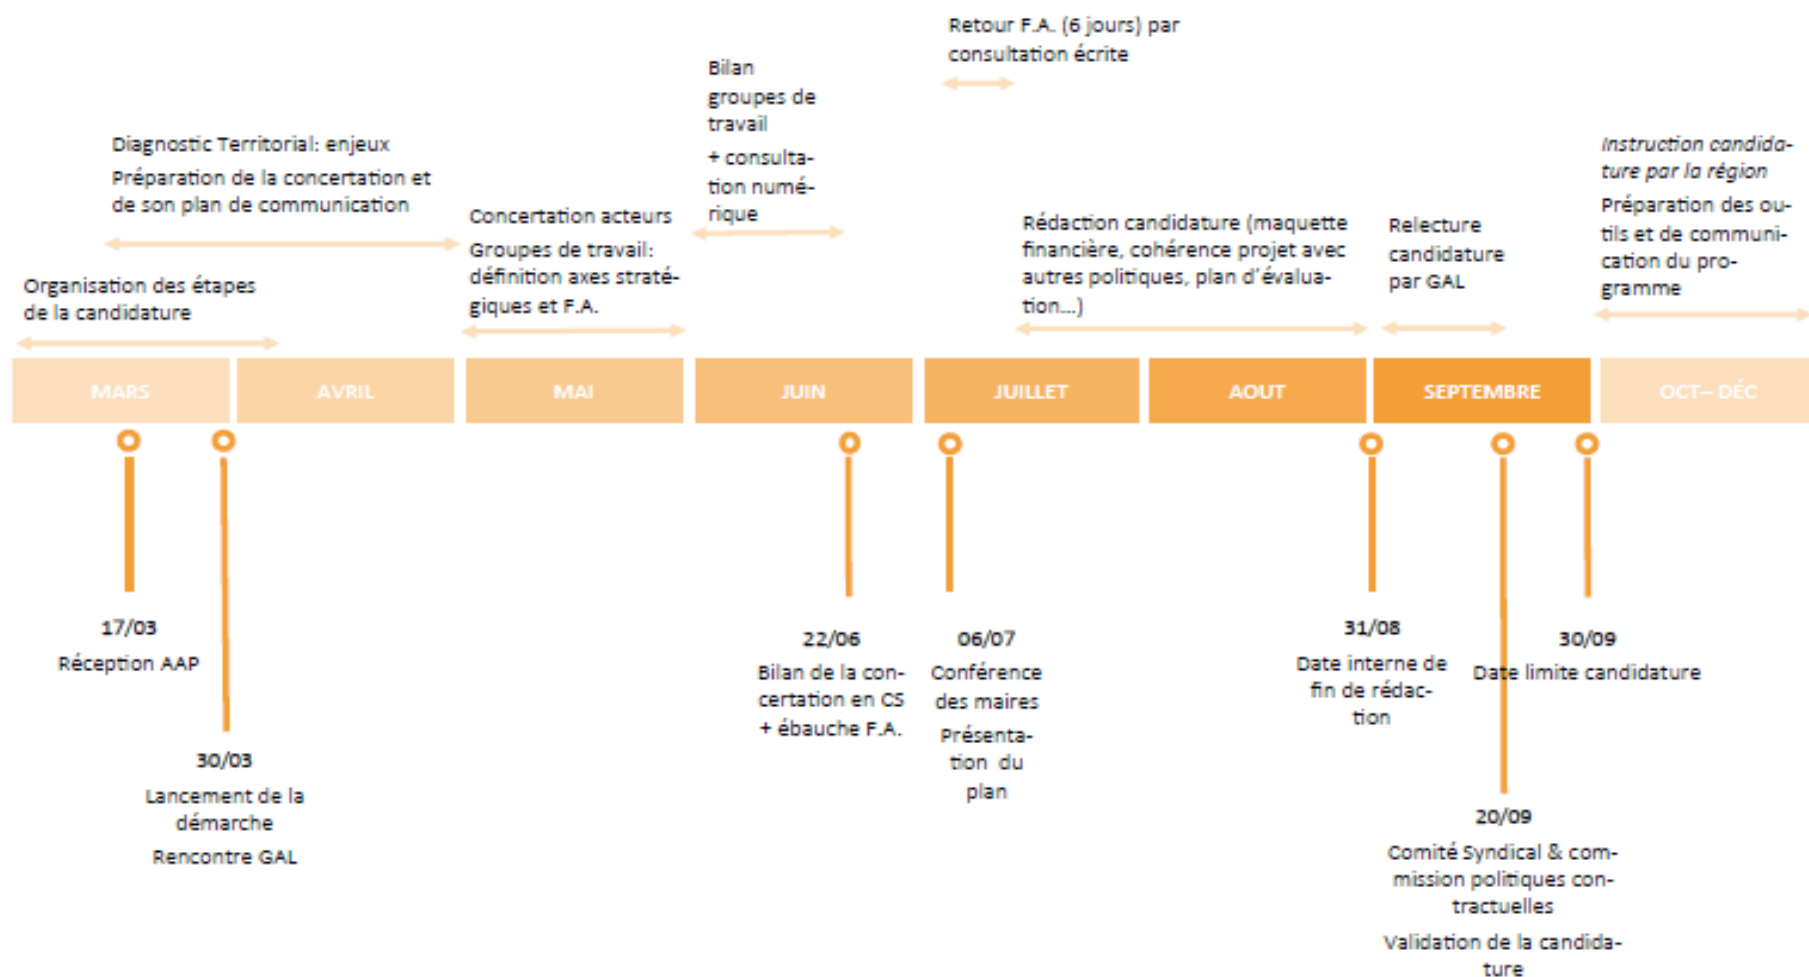 Retour F.A. (6 jours) par
consultation écrite
Bilan
groupes de
travail
+ consulta-
tion numé-
rique
Diagnostic Territorial: enjeux
Préparation de la concertation et
de son plan de communication
Organisation des étapes
de la candidature
Concertation acteurs
Groupes de travail:
définition axes straté-
giques et F.A.
Rédaction candidature (maquette
financière, cohérence projet avec
autres politiques, plan d'évalua-
tion...)
Relecture
candidature
par GAL
Instruction candida-
ture par la région
Préparation des ou-
tils et de communi-
cation du pro-
gramme
MARS
AVRIL
MAI
JUIN
JUILLET
AOUT
SEPTEMBRE
OCT– DÉC
17/03
Réception AAP
30/03
Lancement de la
démarche
Rencontre GAL
22/06
Bilan de la con-
certation en CS
+ ébauche F.A.
06/07
Conférence
des maires
Présenta-
tion du
plan
31/08
Date interne de
fin de rédac-
tion
20/09
Comité Syndical & com-
mission politiques con-
tractuelles
Validation de la candida-
ture
30/09
Date limite candidature